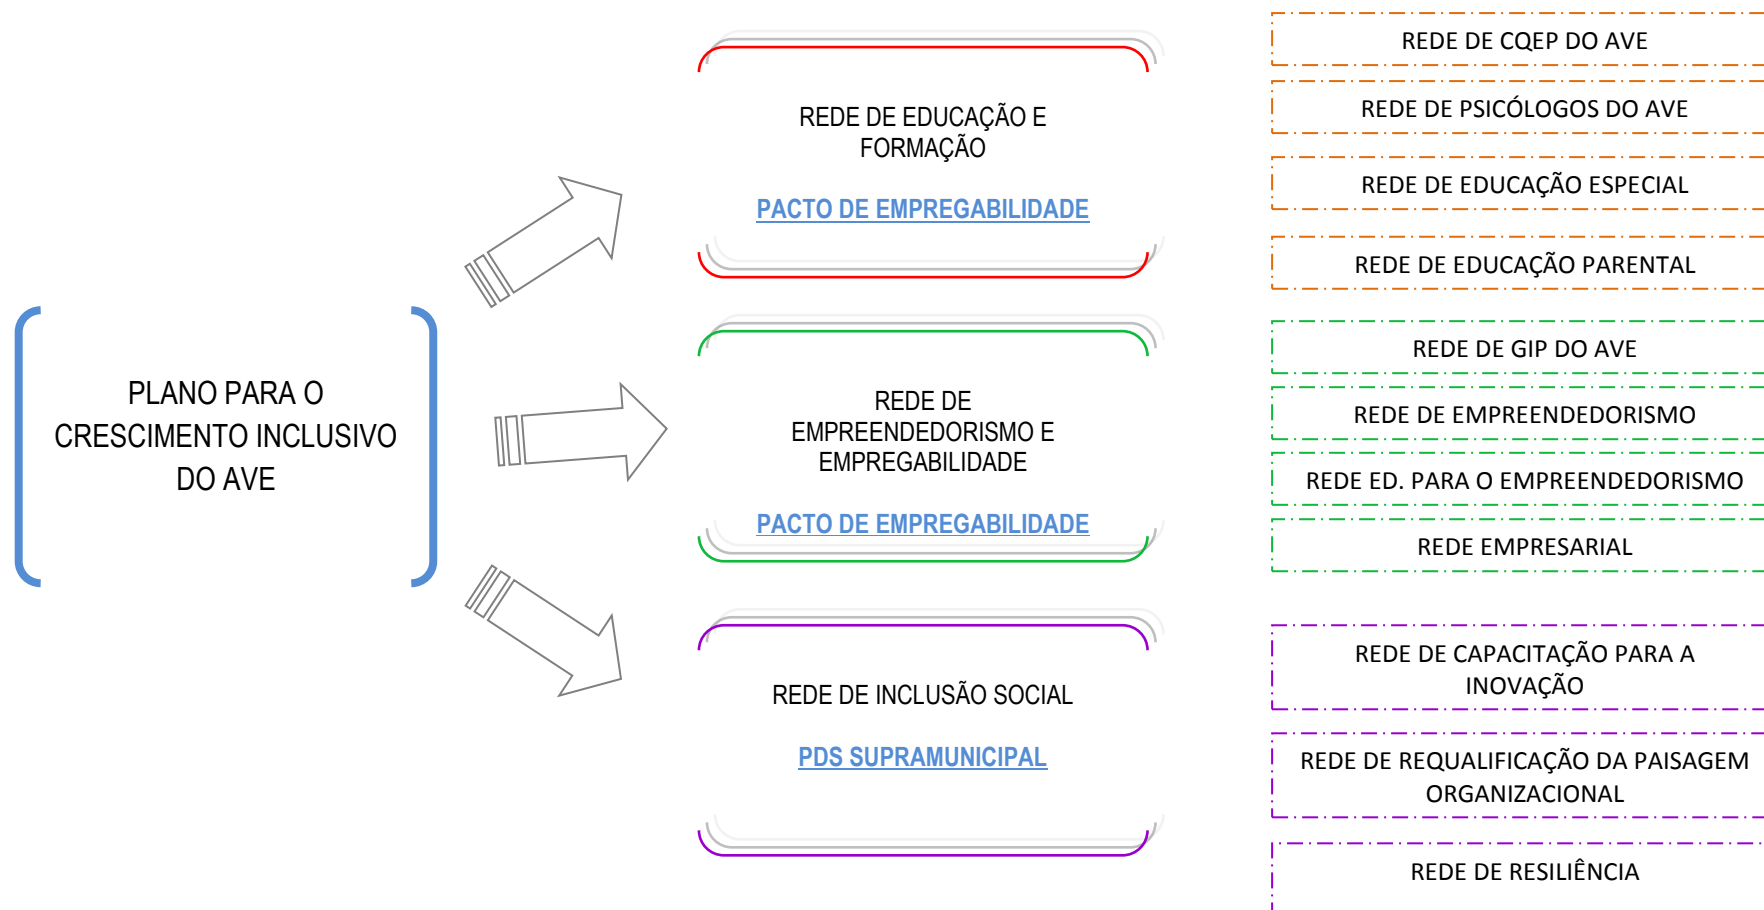 PLANO PARA O
CRESCIMENTO INCLUSIVO
DO AVE
REDE DE EDUCAÇÃO E
FORMAÇÃO
PACTO DE EMPREGABILIDADE
REDE DE
EMPREENDEDORISMO E
EMPREGABILIDADE
PACTO DE EMPREGABILIDADE
REDE DE INCLUSÃO SOCIAL
PDS SUPRAMUNICIPAL
REDE DE CQEP DO AVE
REDE DE PSICÓLOGOS DO AVE
REDE DE EDUCAÇÃO ESPECIAL
REDE DE EDUCAÇÃO PARENTAL
REDE DE GIP DO AVE
REDE DE EMPREENDEDORISMO
REDE ED. PARA O EMPREENDEDORISMO
REDE EMPRESARIAL
REDE DE CAPACITAÇÃO PARA A
INOVAÇÃO
REDE DE REQUALIFICAÇÃO DA PAISAGEM
ORGANIZACIONAL
REDE DE RESILIÊNCIA